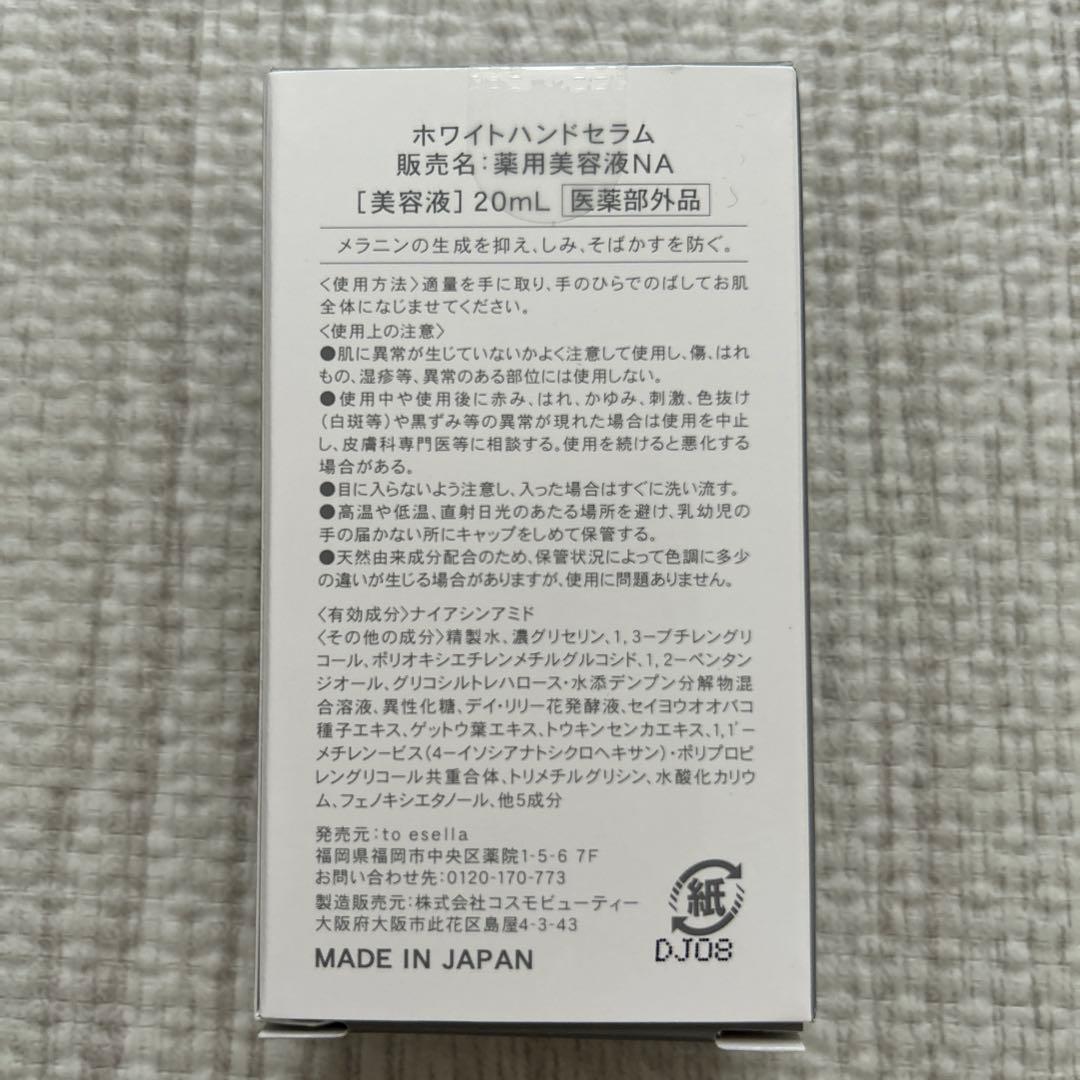 ホワイトハンドセラム
販売名：薬用美容液NA
［美容液］20mL 医薬部外品
メラニンの生成を抑え、しみ、そばかすを防ぐ。
〈使用方法〉適量を手に取り、手のひらでのばしてお肌
全体になじませてください。
〈使用上の注意〉
●肌に異常が生じていないかよく注意して使用し、傷、はれ
もの、湿疹等、異常のある部位には使用しない。
●使用中や使用後に赤み、はれ、かゆみ、刺激、色抜け
（白斑等）や黒ずみ等の異常が現れた場合は使用を中止
し、皮膚科専門医等に相談する。使用を続けると悪化する
場合がある。
●目に入らないよう注意し、入った場合はすぐに洗い流す。
●高温や低温、直射日光のあたる場所を避け、乳幼児の
手の届かない所にキャップをしめて保管する。
●天然由来成分配合のため、保管状況によって色調に多少
の違いが生じる場合がありますが、使用に問題ありません。
〈有効成分〉ナイアシンアミド
〈その他の成分〉精製水、濃グリセリン、1，3－ブチレングリ
コール、ポリオキシエチレンメチルグルコシド、1，2－ペンタン
ジオール、グリコシルトレハロース・水添デンプン分解物混
合溶液、異性化糖、デイ・リリー花発酵液、セイヨウオオバコ
種子エキス、ゲットウ葉エキス、トウキンセンカエキス、1，1'－
メチレン－ビス（4－イソシアナトシクロヘキサン）・ポリプロピ
レングリコール共重合体、トリメチルグリシン、水酸化カリウ
ム、フェノキシエタノール、他5成分
発売元：to esella
福岡県福岡市中央区薬院1-5-6 7F
お問い合わせ先：0120-170-773
製造販売元：株式会社コスモビューティー
大阪府大阪市此花区島屋4-3-43
MADE IN JAPAN
紙
DJ08